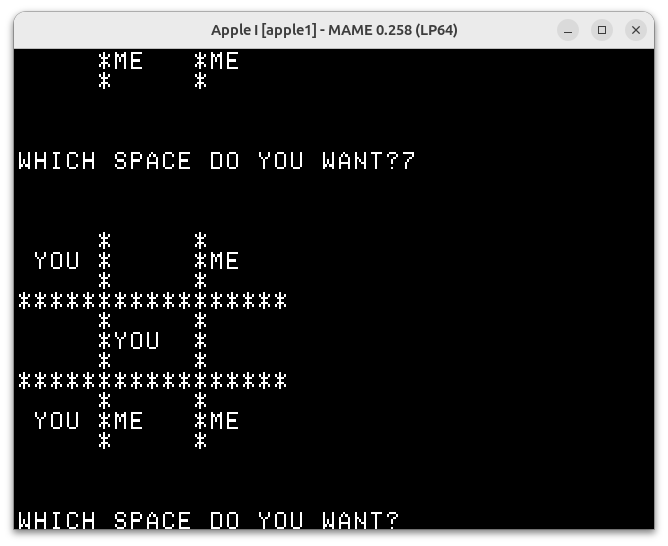 Apple I [apple1] - MAME 0.258 (LP64)
*ME *ME
* *
WHICH SPACE DO YOU WANT?7
* *
YOU * *ME
* *
*****************
* *
*YOU *
* *
*****************
* *
YOU *ME *ME
* *
WHICH SPACE DO YOU WANT?